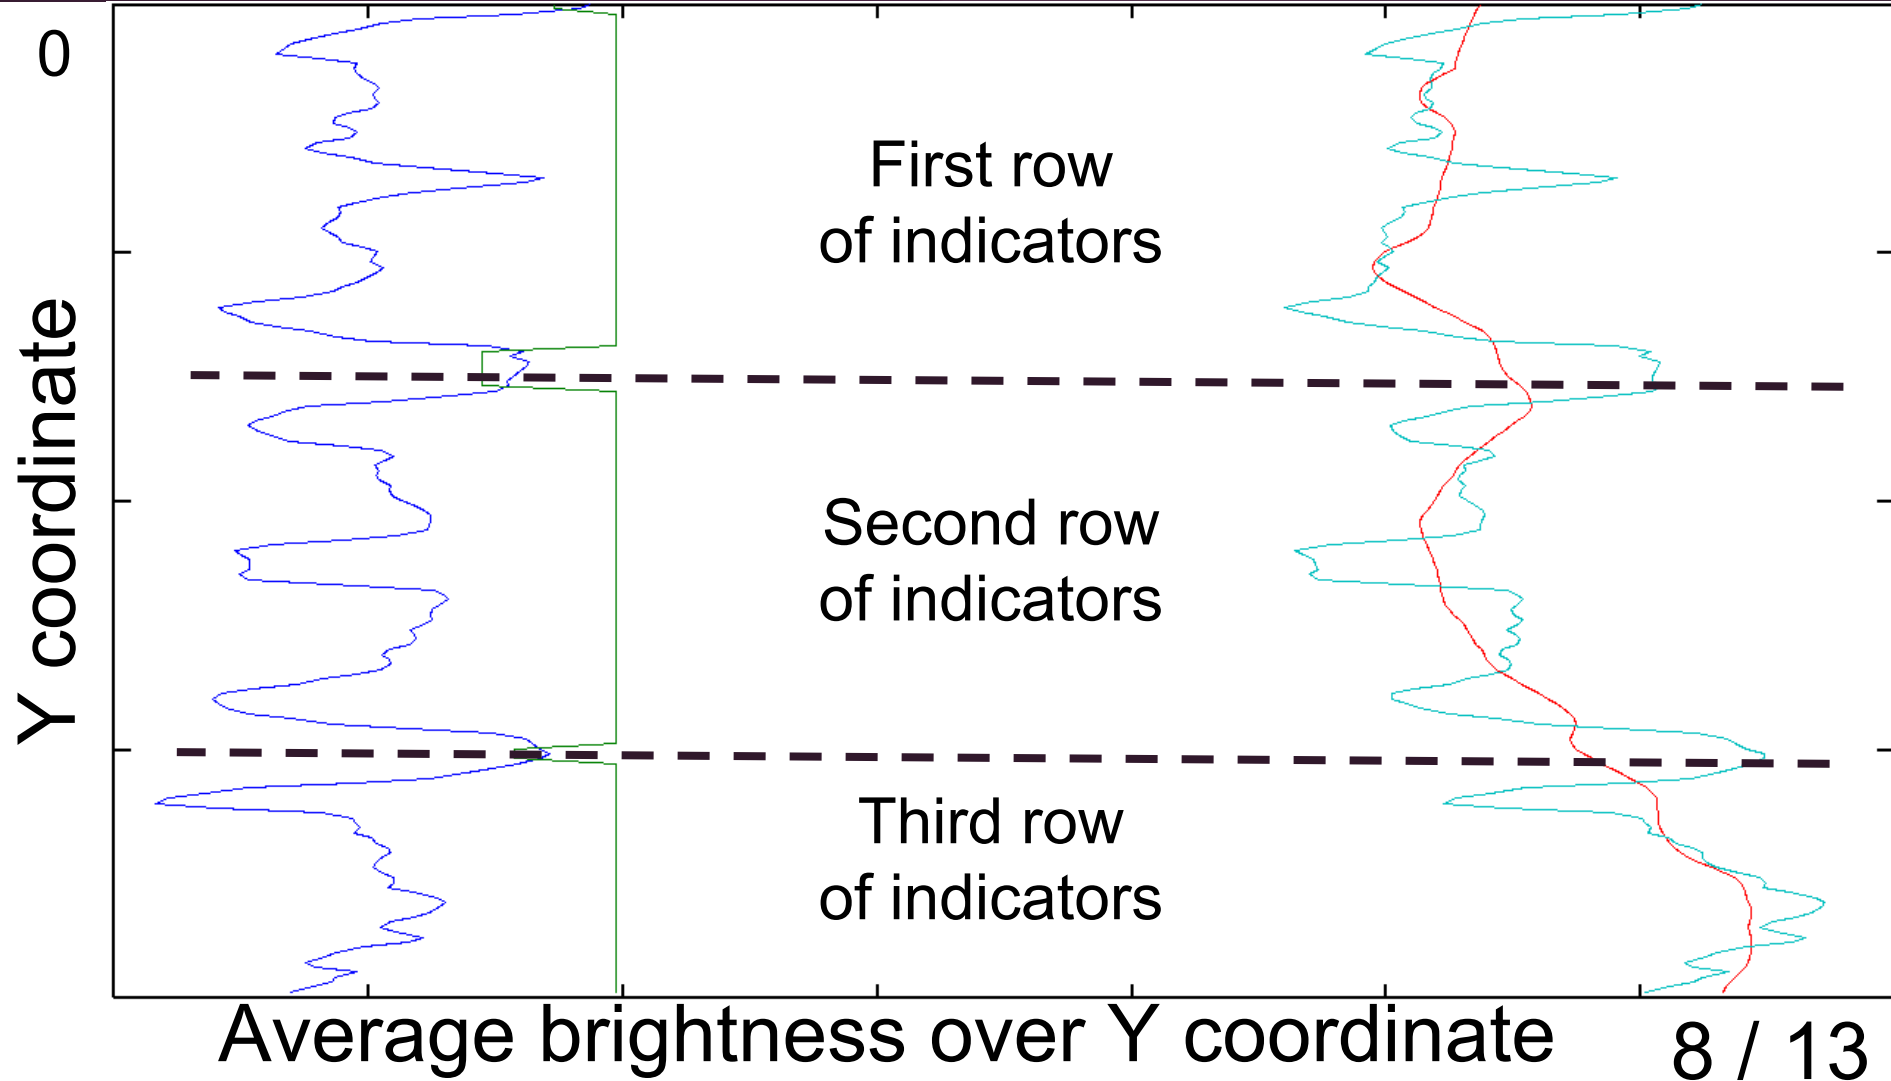 0
First row
of indicators
Y coordinate
Second row
of indicators
Third row
of indicators
Average brightness over Y coordinate
8 / 13